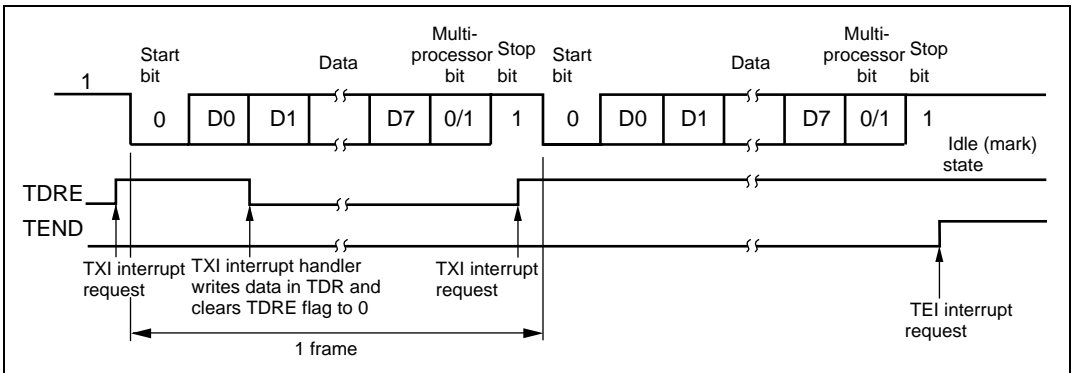 Multi-
processor
bit
Multi-
processor
bit
Start
bit
Data
Stop
bit
Start
bit
Data
Stop
bit
1
0 D0 D1 D7 0/1 1 0 D0 D1 D7 0/1 1
Idle (mark)
state
TDRE
TEND
TXI interrupt
request
TXI interrupt handler
writes data in TDR and
clears TDRE flag to 0
TXI interrupt
request
TEI interrupt
request
1 frame